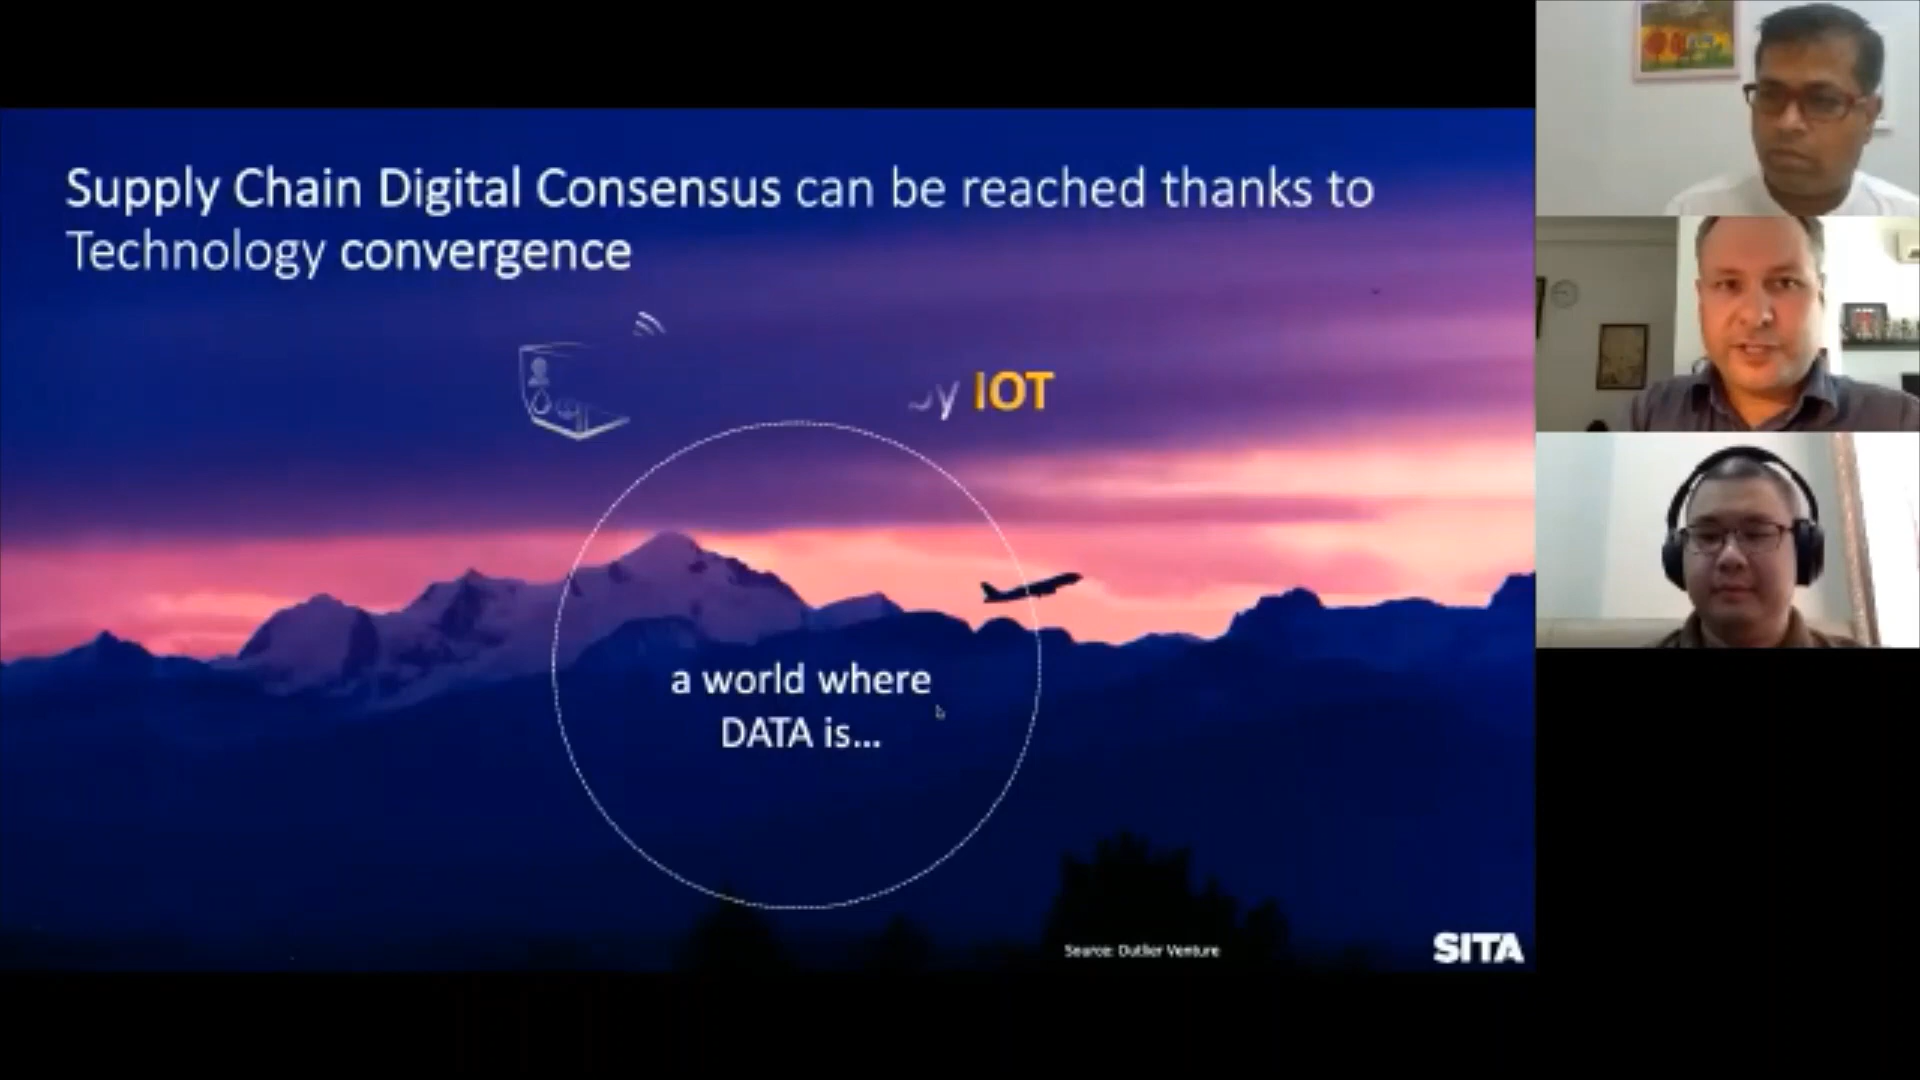 Supply Chain Digital Consensus can be reached thanks to
Technology convergence
by IOT
a world where
DATA is...
Source: Outlier Venture
SITA